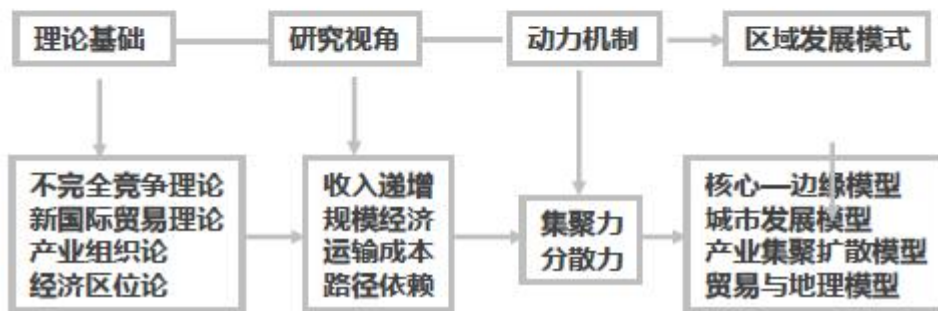 理论基础
研究视角
动力机制
区域发展模式
不完全竞争理论
新国际贸易理论
产业组织论
经济区位论
收入递增
规模经济
运输成本
路径依赖
集聚力
分散力
核心—边缘模型
城市发展模型
产业集聚扩散模型
贸易与地理模型